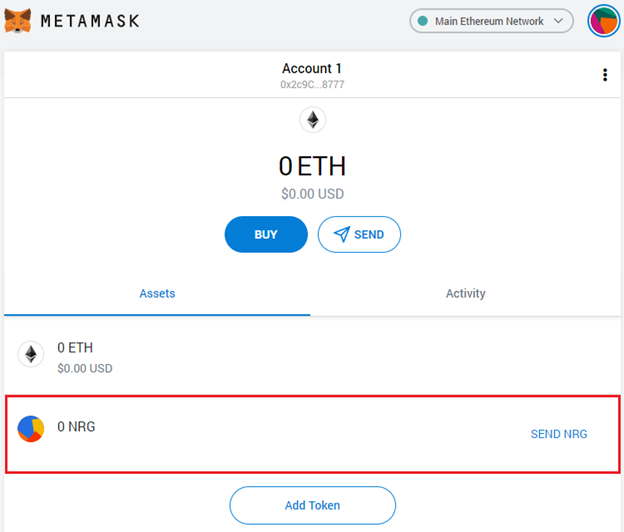 METAMASK
Main Ethereum Network
Account 1
0x2c9C...8777
0 ETH
$0.00 USD
BUY
SEND
Assets
Activity
0 ETH
$0.00 USD
0 NRG
SEND NRG
Add Token